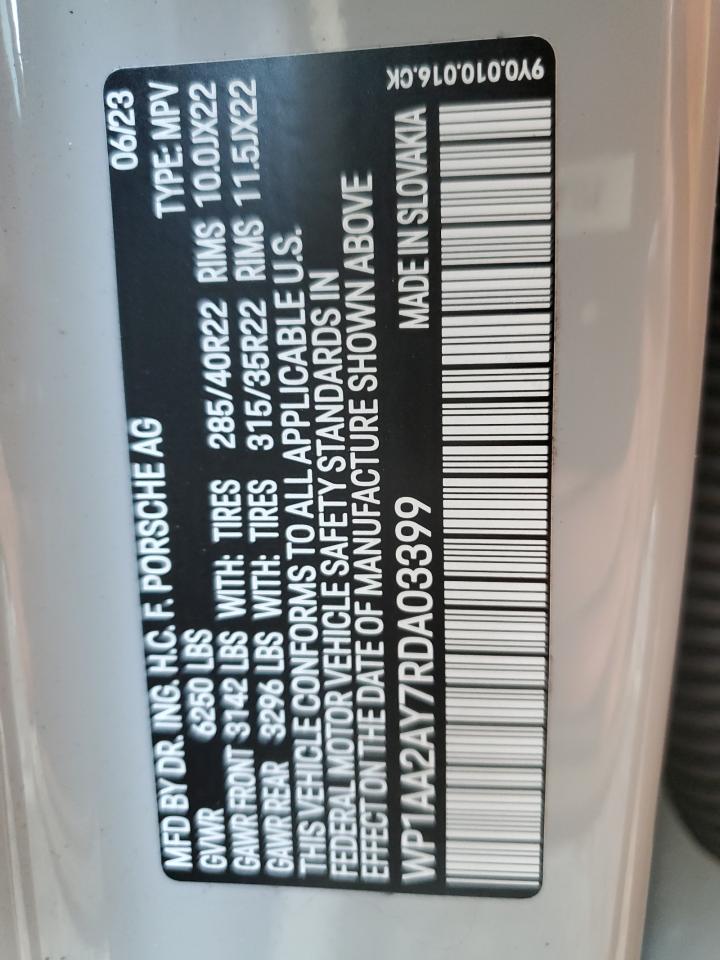 MFD BY DR. ING. H.C. F. PORSCHE AG 06/23
GVWR 6250 LBS TYPE: MPV
GAWR FRONT 3142 LBS WITH: TIRES 285/40R22 RIMS 10.0JX22
GAWR REAR 3296 LBS WITH: TIRES 315/35R22 RIMS 11.5JX22
THIS VEHICLE CONFORMS TO ALL APPLICABLE U.S.
FEDERAL MOTOR VEHICLE SAFETY STANDARDS IN
EFFECT ON THE DATE OF MANUFACTURE SHOWN ABOVE
WP1AA2AY7RDA03399 MADE IN SLOVAKIA
9Y0.010.016.CK